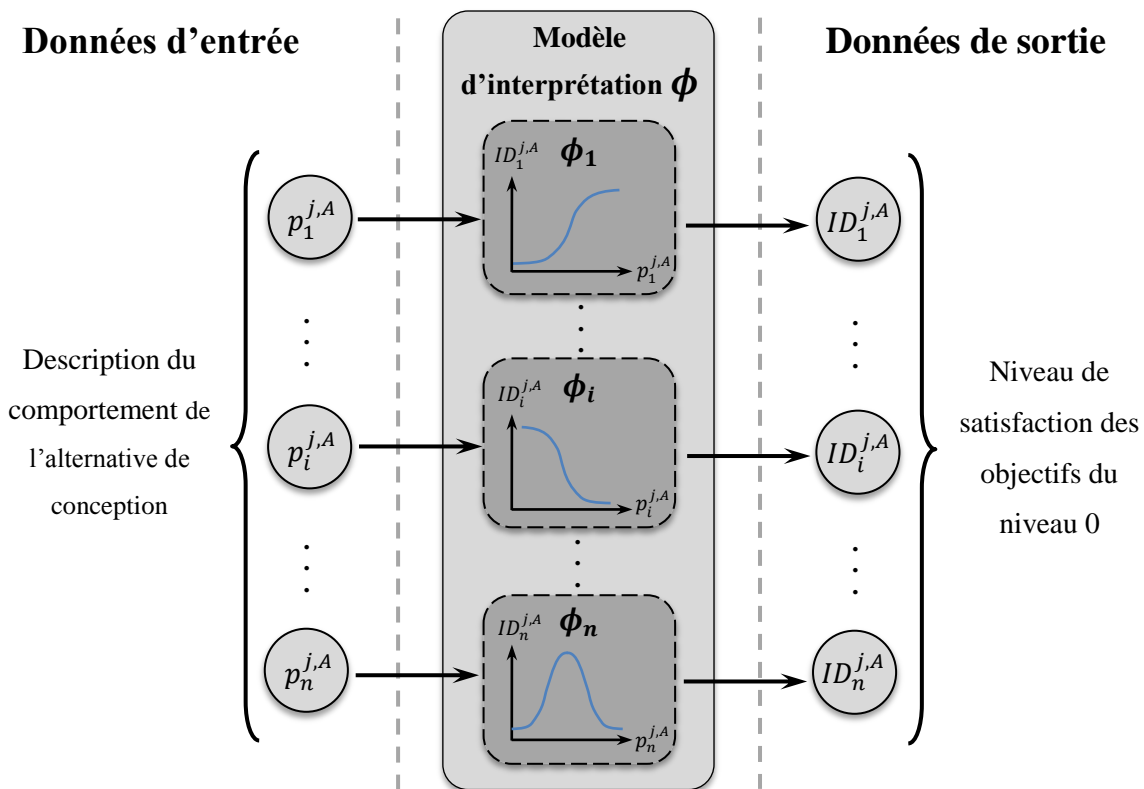 Données d’entrée
Modèle
d’interprétation ϕ
Données de sortie
Description du
comportement de
l’alternative de
conception
p_1^{j,A}
⋮
p_i^{j,A}
⋮
p_n^{j,A}
ID_1^{j,A}
ϕ_1
p_1^{j,A}
⋮
ID_i^{j,A}
ϕ_i
p_i^{j,A}
⋮
ID_n^{j,A}
ϕ_n
p_n^{j,A}
ID_1^{j,A}
⋮
ID_i^{j,A}
⋮
ID_n^{j,A}
Niveau de
satisfaction des
objectifs du
niveau 0